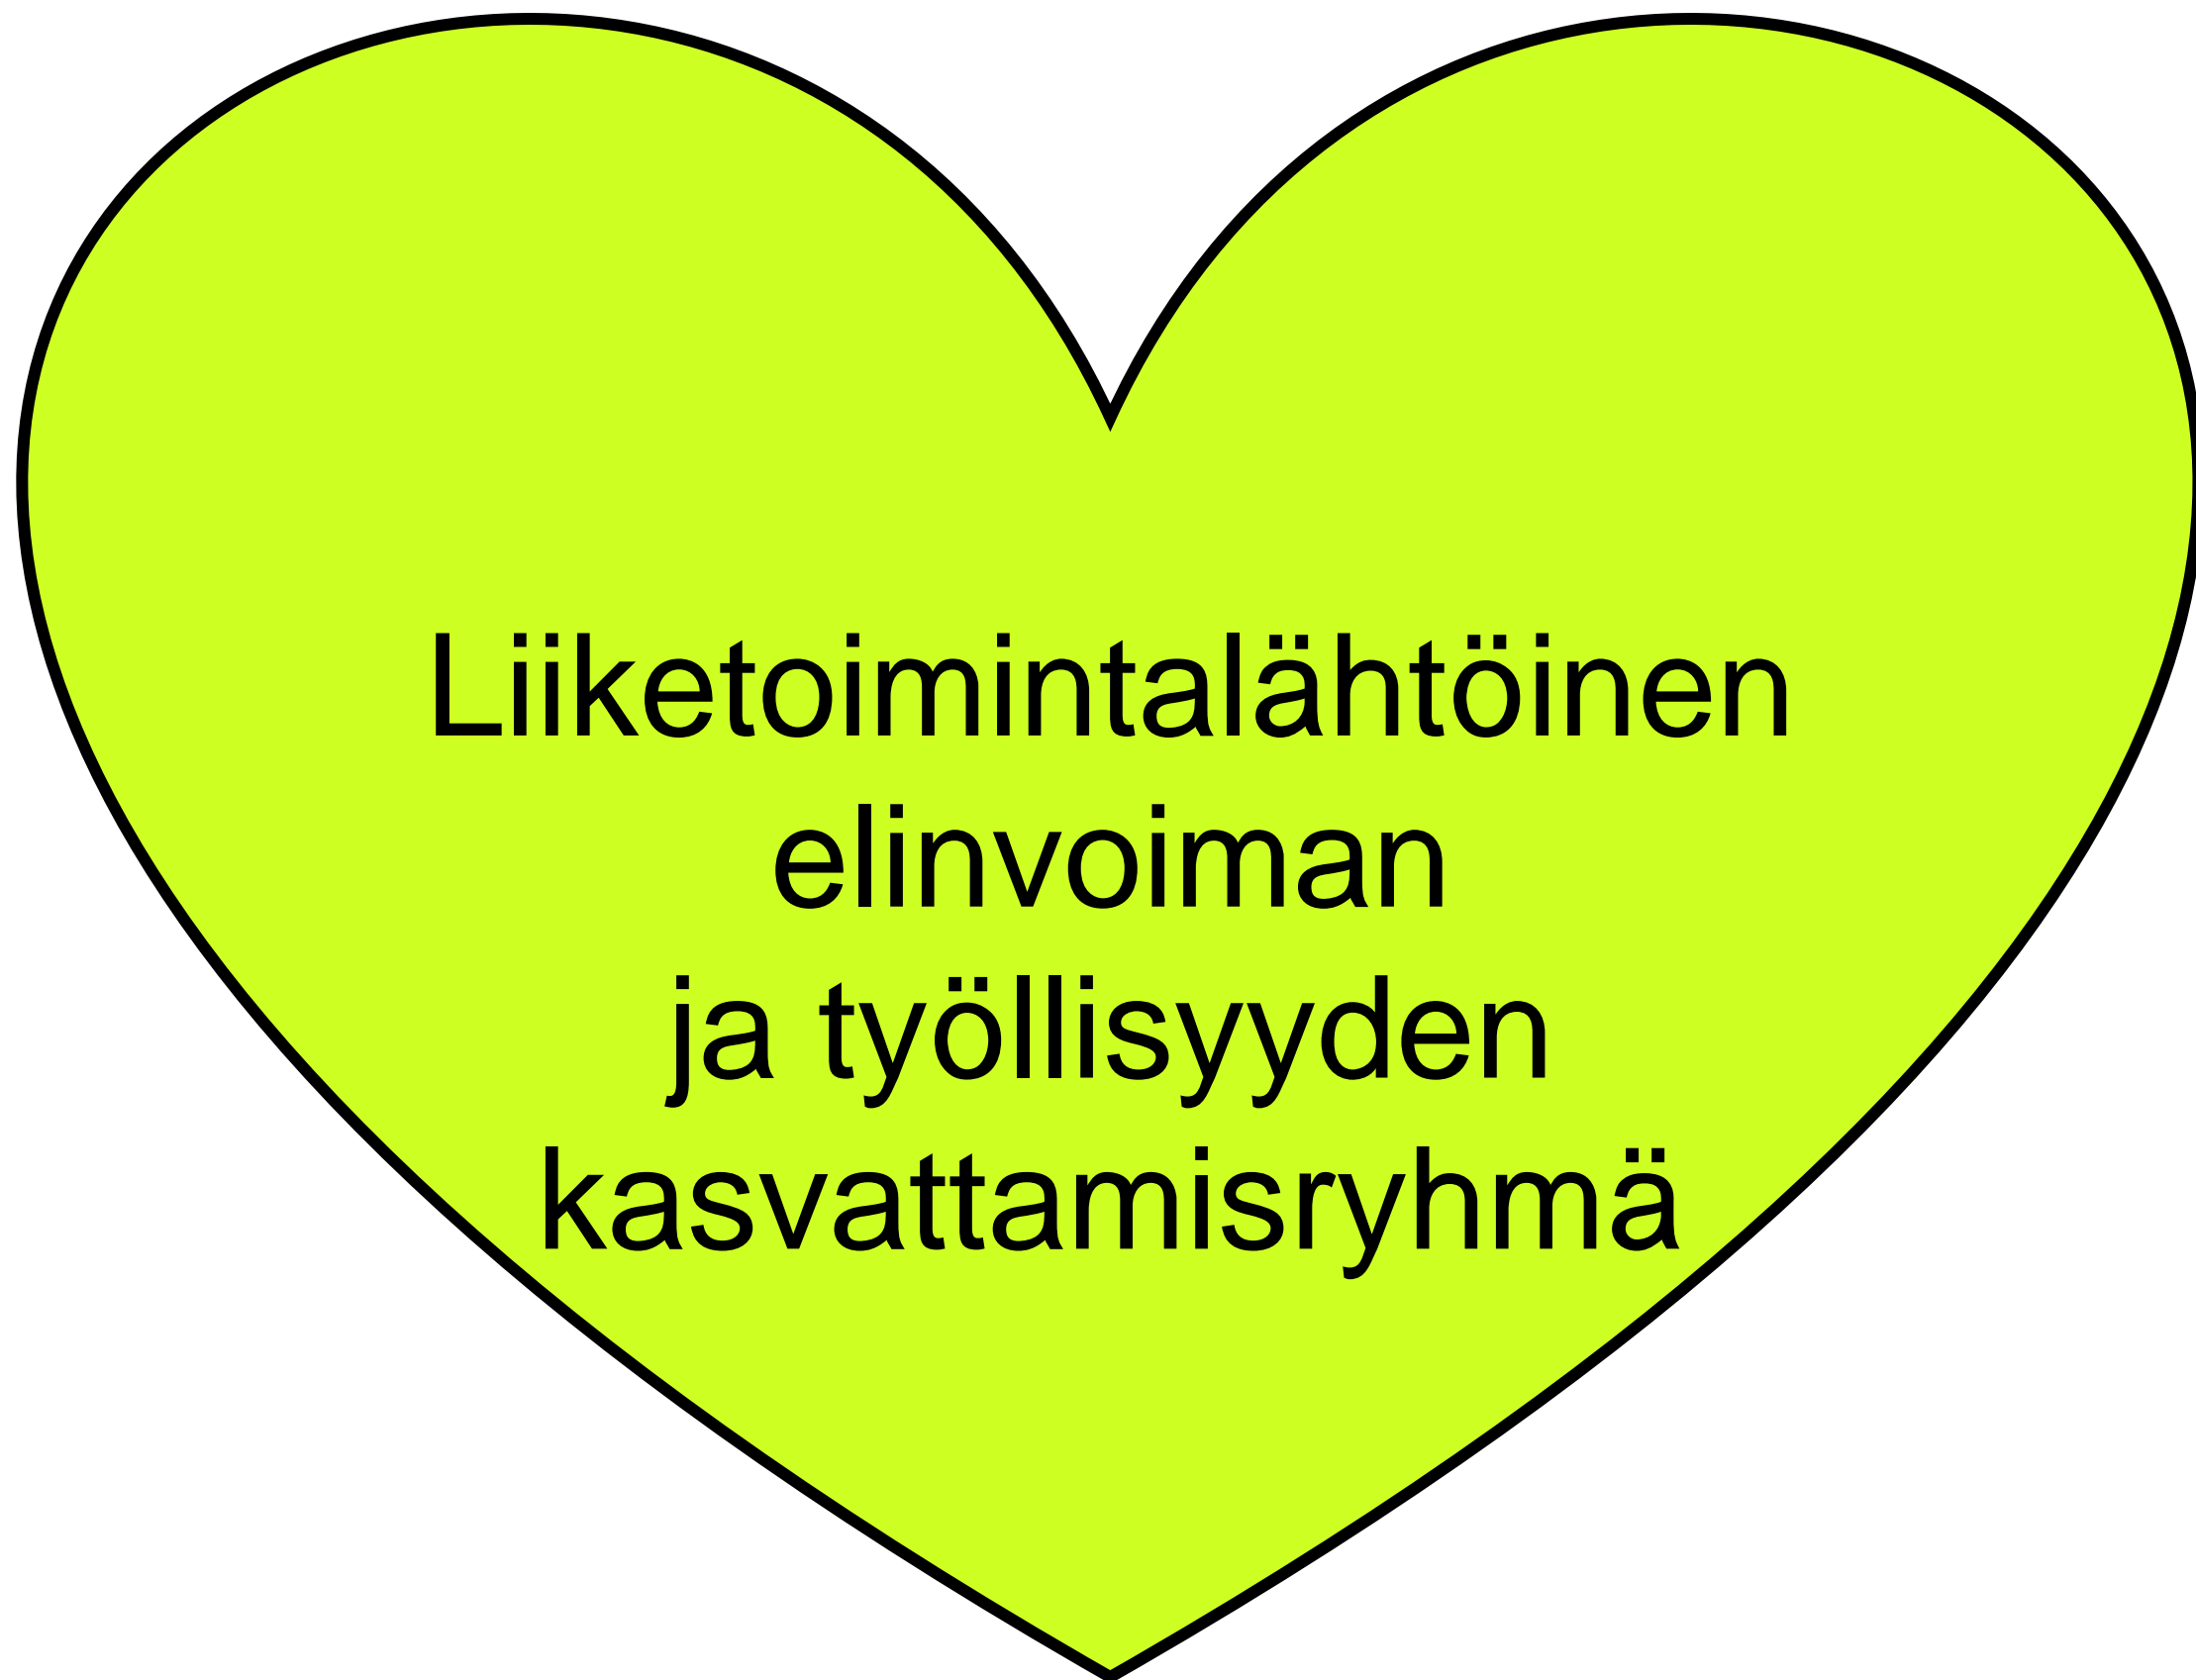 Liiketoimintalähtöinen
elinvoiman
ja työllisyyden
kasvattamisryhmä